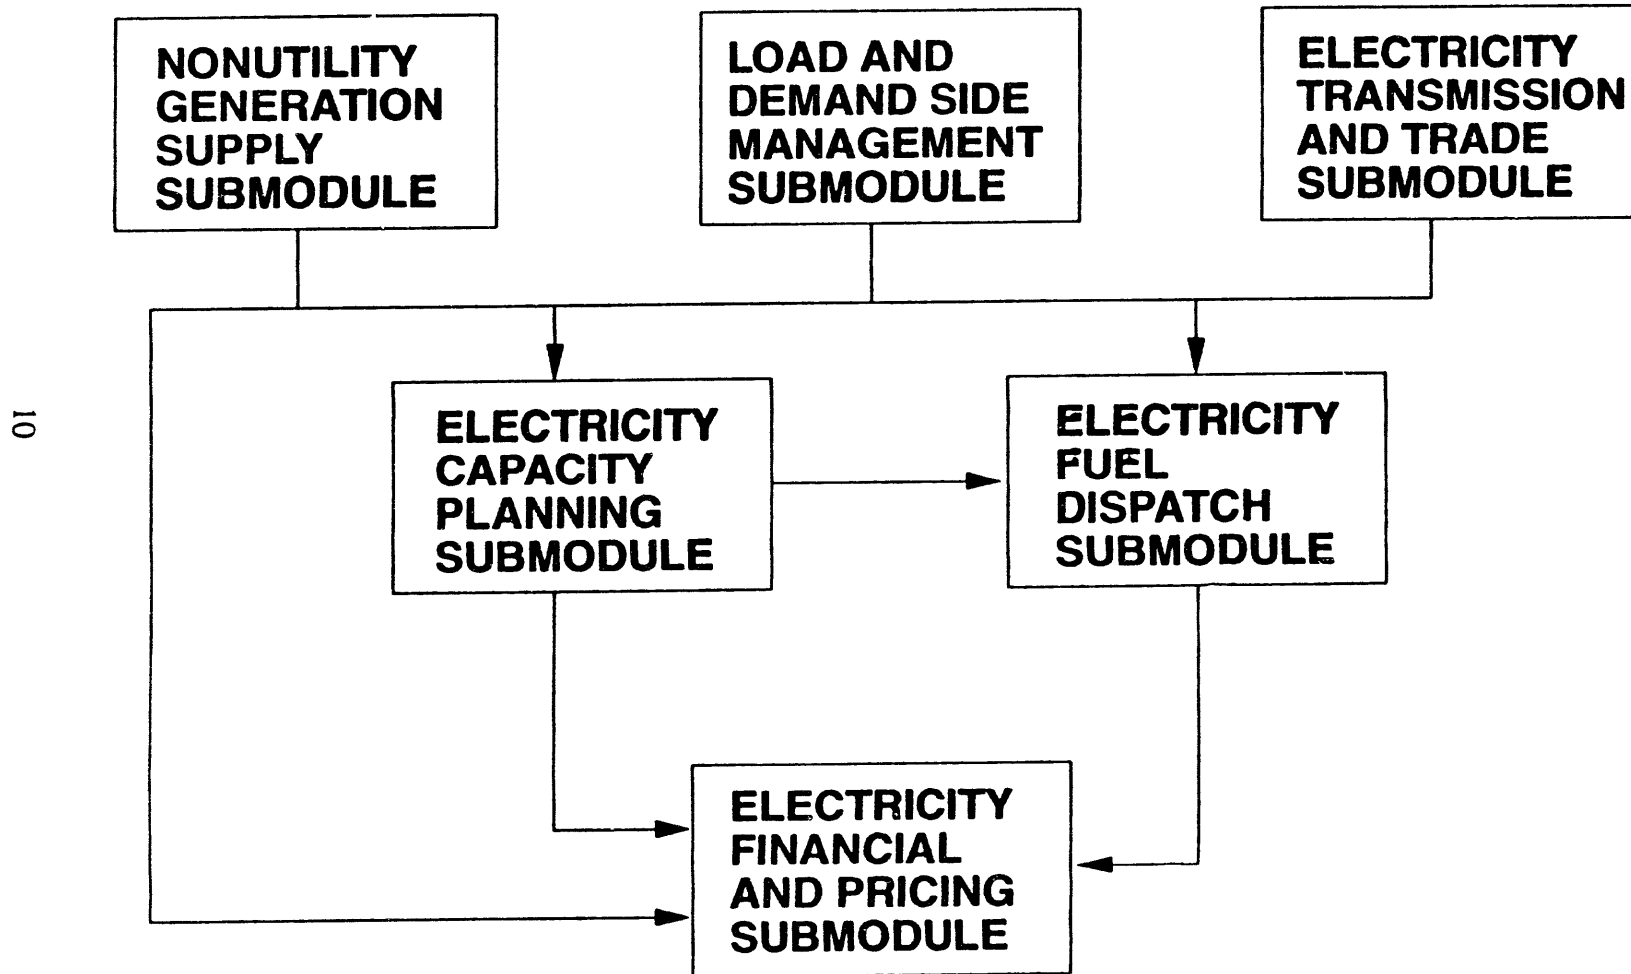 NONUTILITY
GENERATION
SUPPLY
SUBMODULE
LOAD AND
DEMAND SIDE
MANAGEMENT
SUBMODULE
ELECTRICITY
TRANSMISSION
AND TRADE
SUBMODULE
10
ELECTRICITY
CAPACITY
PLANNING
SUBMODULE
ELECTRICITY
FUEL
DISPATCH
SUBMODULE
ELECTRICITY
FINANCIAL
AND PRICING
SUBMODULE